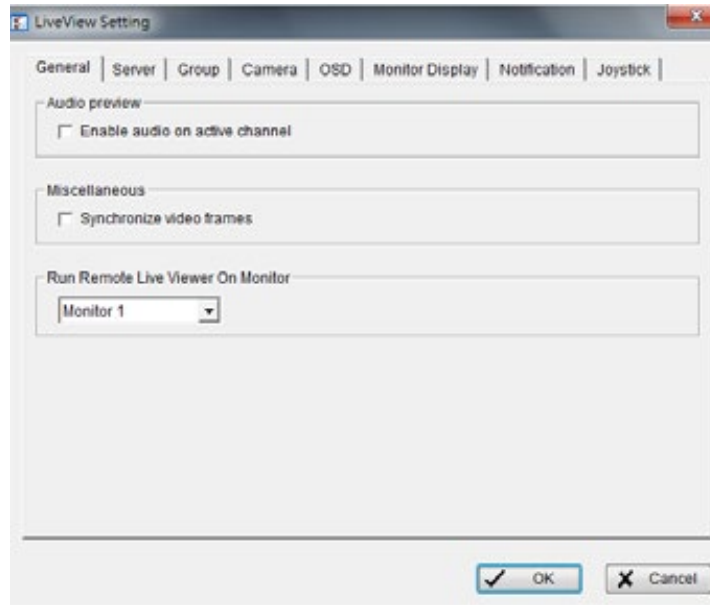 LiveView Setting
General Server Group Camera OSD Monitor Display Notification Joystick
Audio preview
Enable audio on active channel
Miscellaneous
Synchronize video frames
Run Remote Live Viewer On Monitor
Monitor 1
OK Cancel